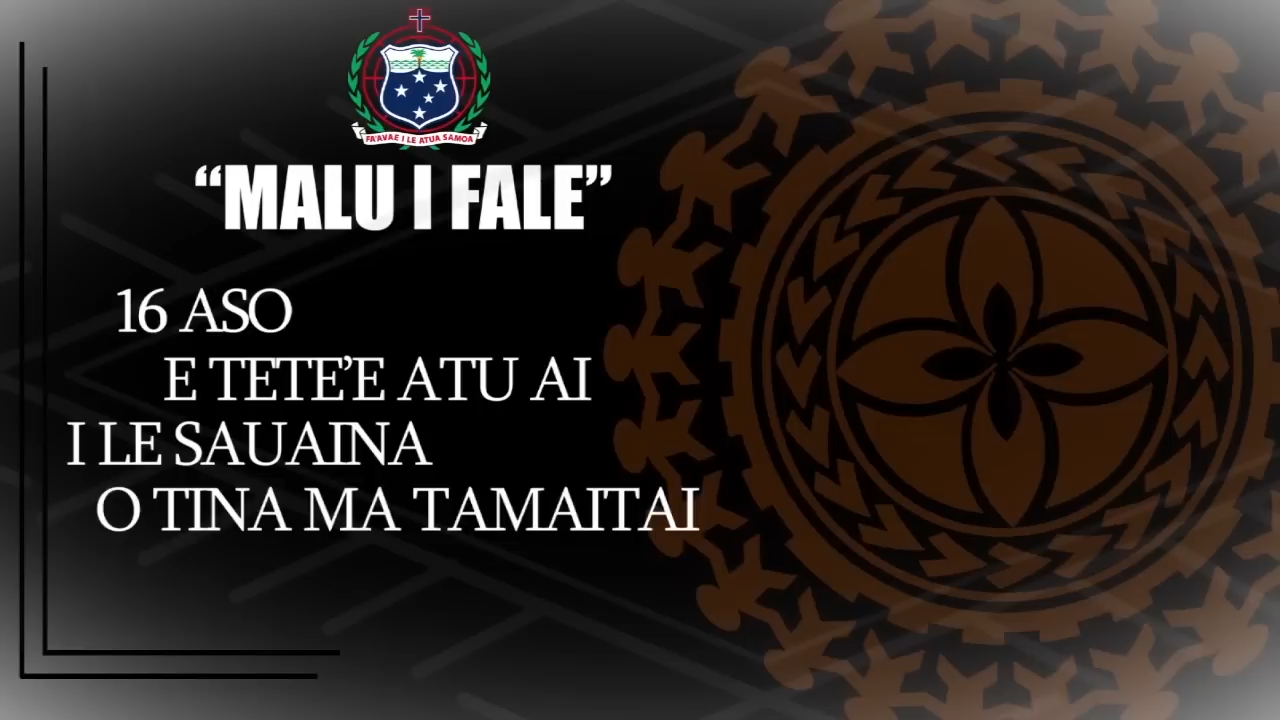 FA'AVAE I LE ATUA SAMOA
“MALU I FALE”
16 ASO
E TETE’E ATU AI
I LE SAUAINA
O TINA MA TAMAITAI